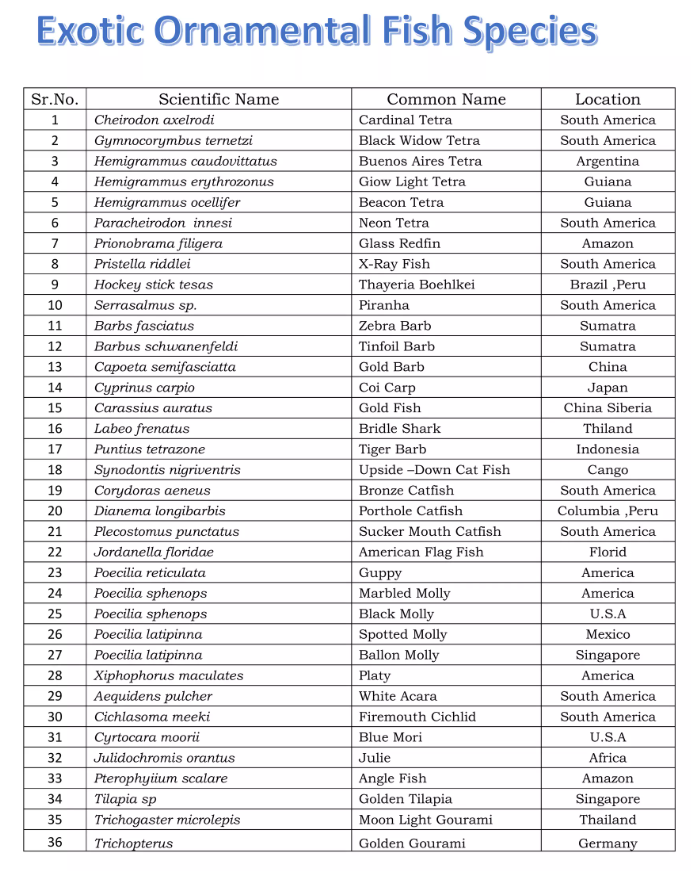 Exotic Ornamental Fish Species
Sr.No. Scientific Name Common Name Location
1 Cheirodon axelrodi Cardinal Tetra South America
2 Gymnocorymbus ternetzi Black Widow Tetra South America
3 Hemigrammus caudovittatus Buenos Aires Tetra Argentina
4 Hemigrammus erythrozonus Giow Light Tetra Guiana
5 Hemigrammus ocellifer Beacon Tetra Guiana
6 Paracheirodon innesi Neon Tetra South America
7 Prionobrama filigera Glass Redfin Amazon
8 Pristella riddlei X-Ray Fish South America
9 Hockey stick tesas Thayeria Boehlkei Brazil ,Peru
10 Serrasalmus sp. Piranha South America
11 Barbs fasciatus Zebra Barb Sumatra
12 Barbus schwanenfeldi Tinfoil Barb Sumatra
13 Capoeta semifasciatta Gold Barb China
14 Cyprinus carpio Coi Carp Japan
15 Carassius auratus Gold Fish China Siberia
16 Labeo frenatus Bridle Shark Thiland
17 Puntius tetrazone Tiger Barb Indonesia
18 Synodontis nigriventris Upside –Down Cat Fish Cango
19 Corydoras aeneus Bronze Catfish South America
20 Dianema longibarbis Porthole Catfish Columbia ,Peru
21 Plecostomus punctatus Sucker Mouth Catfish South America
22 Jordanella floridae American Flag Fish Florid
23 Poecilia reticulata Guppy America
24 Poecilia sphenops Marbled Molly America
25 Poecilia sphenops Black Molly U.S.A
26 Poecilia latipinna Spotted Molly Mexico
27 Poecilia latipinna Ballon Molly Singapore
28 Xiphophorus maculates Platy America
29 Aequidens pulcher White Acara South America
30 Cichlasoma meeki Firemouth Cichlid South America
31 Cyrtocara moorii Blue Mori U.S.A
32 Julidochromis orantus Julie Africa
33 Pterophyiium scalare Angle Fish Amazon
34 Tilapia sp Golden Tilapia Singapore
35 Trichogaster microlepis Moon Light Gourami Thailand
36 Trichopterus Golden Gourami Germany